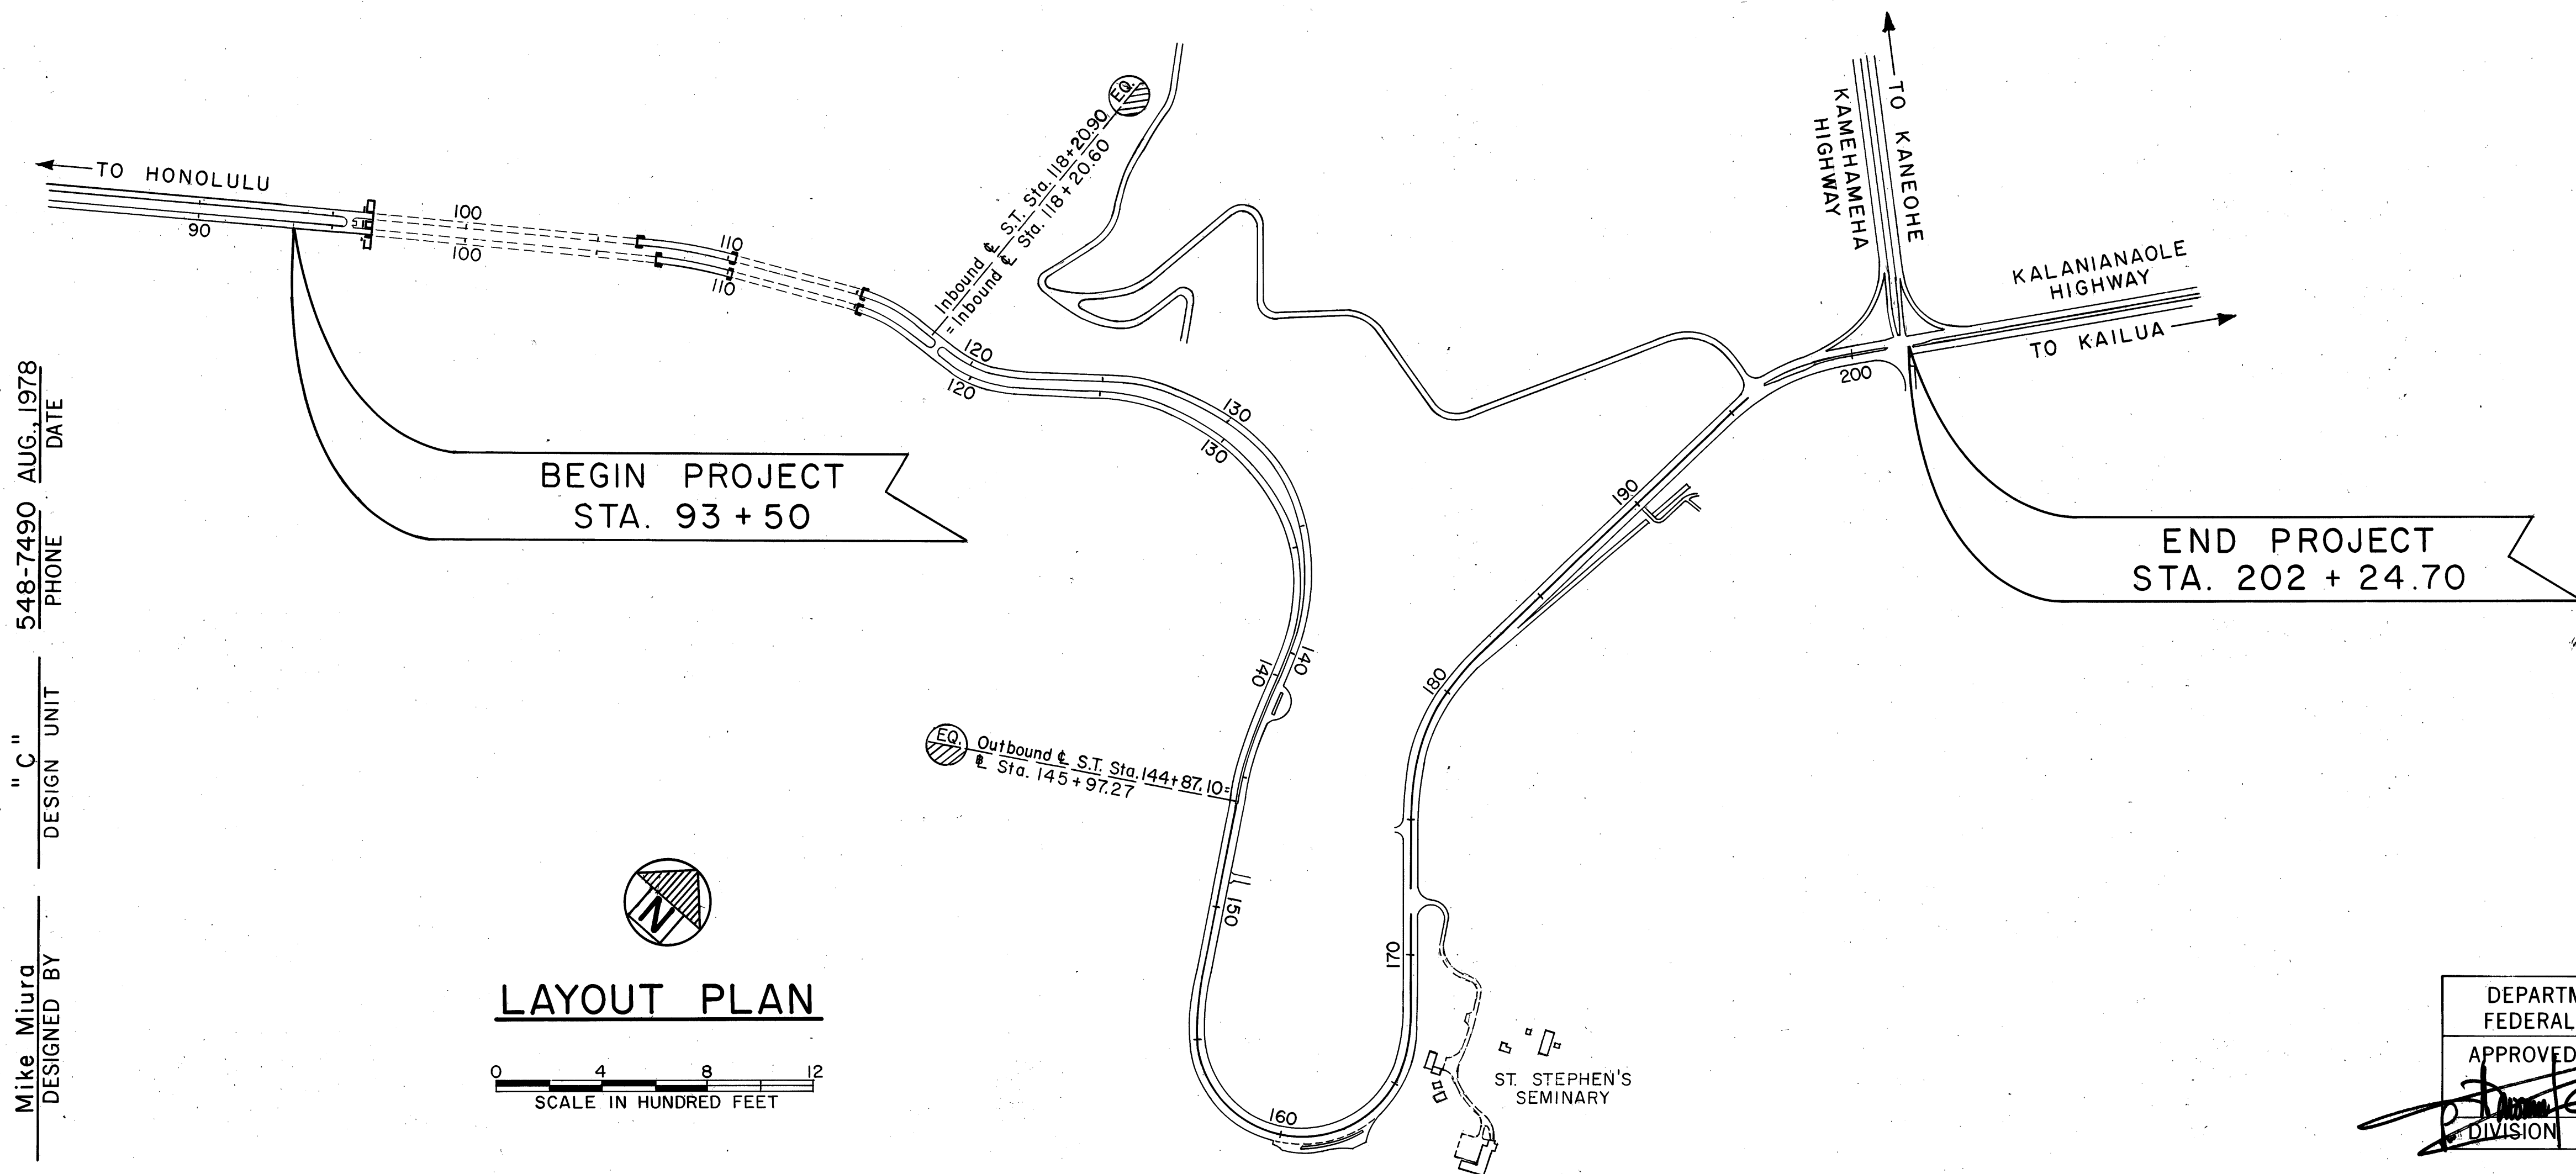 TO HONOLULU
90
100
100
110
110
EQ.
Inbound ℄ S.T. Sta. 118+20.90
= Inbound ℄ Sta. 118+20.60
120
120
130
130
140
140
EQ.
Outbound ℄ S.T. Sta. 144+87.10=
℄ Sta. 145+97.27
150
160
170
180
190
200
KAMEHAMEHA
HIGHWAY
TO KANEOHE
KALANIANAOLE
HIGHWAY
TO KAILUA
BEGIN PROJECT
STA. 93 + 50
END PROJECT
STA. 202 + 24.70
ST. STEPHEN'S
SEMINARY
N
LAYOUT PLAN
0 4 8 12
SCALE IN HUNDRED FEET
Mike Miura
DESIGNED BY
"C"
DESIGN UNIT
548-7490
PHONE
AUG., 1978
DATE
FEDERAL
APPROVED
DIVISION